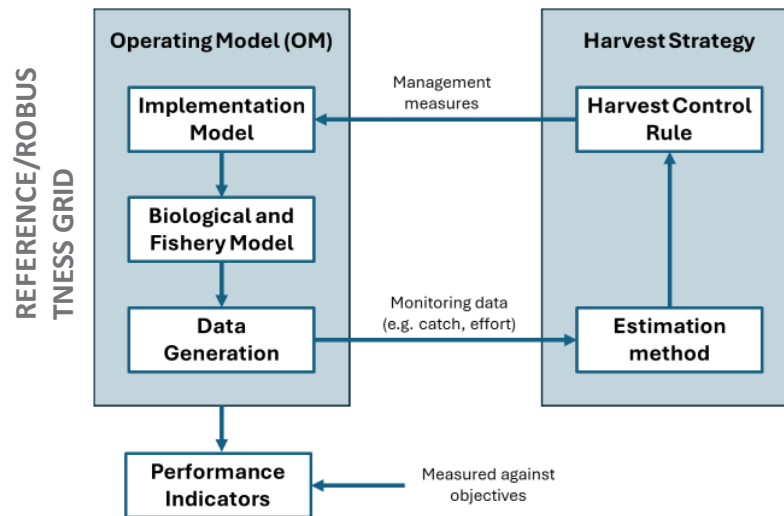 REFERENCE/ROBUS
TNESS GRID
Operating Model (OM)
Implementation
Model
Biological and
Fishery Model
Data
Generation
Management
measures
Monitoring data
(e.g. catch, effort)
Harvest Strategy
Harvest Control
Rule
Estimation
method
Performance
Indicators
Measured against
objectives